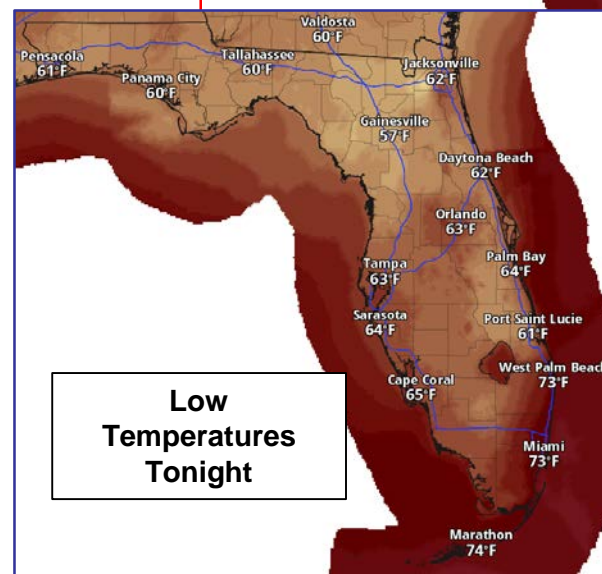 Valdosta
60°F
Pensacola
61°F
Tallahassee
60°F
Jacksonville
62°F
Panama City
60°F
Gainesville
57°F
Daytona Beach
62°F
Orlando
63°F
Tampa
63°F
Palm Bay
64°F
Sarasota
64°F
Port Saint Lucie
61°F
West Palm Beach
73°F
Cape Coral
65°F
Low
Temperatures
Tonight
Miami
73°F
Marathon
74°F